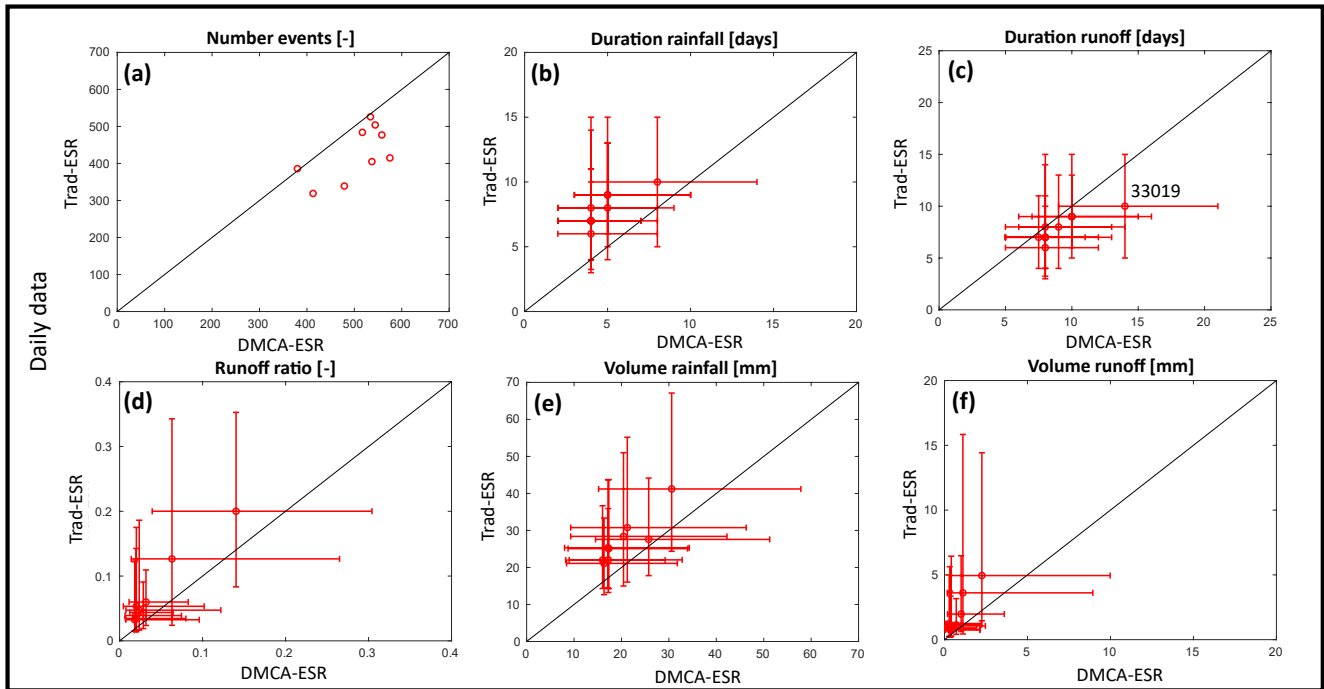 Daily data
Number events [-]
(a)
Trad-ESR
700
600
500
400
300
200
100
0
0 100 200 300 400 500 600 700
DMCA-ESR
Duration rainfall [days]
(b)
Trad-ESR
20
15
10
5
0
0 5 10 15 20
DMCA-ESR
Duration runoff [days]
(c)
Trad-ESR
25
20
15
10
5
0
33019
0 5 10 15 20 25
DMCA-ESR
Runoff ratio [-]
(d)
Trad-ESR
0.4
0.3
0.2
0.1
0
0 0.1 0.2 0.3 0.4
DMCA-ESR
Volume rainfall [mm]
(e)
Trad-ESR
70
60
50
40
30
20
10
0
0 10 20 30 40 50 60 70
DMCA-ESR
Volume runoff [mm]
(f)
Trad-ESR
20
15
10
5
0
0 5 10 15 20
DMCA-ESR